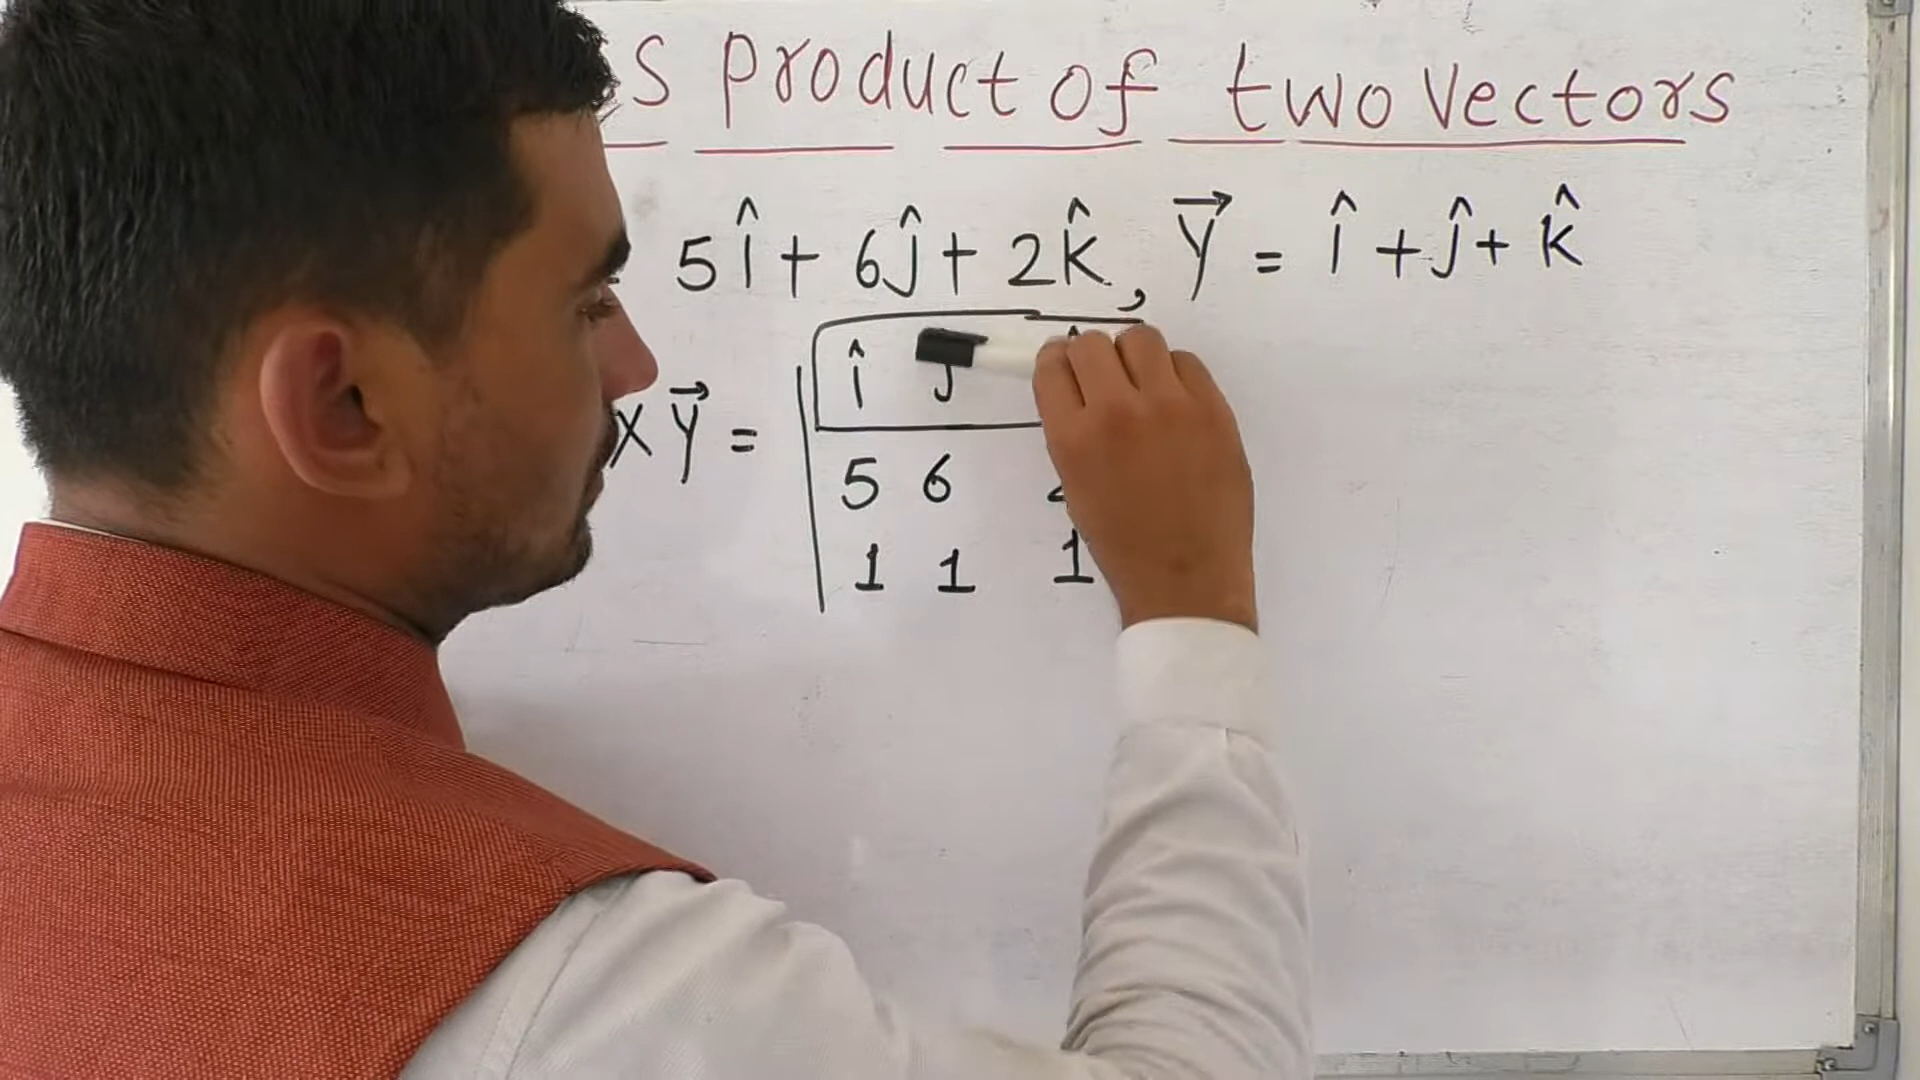 s product of two vectors
5î + 6ĵ + 2k̂, Y⃗ = î + ĵ + k̂
X Y⃗ = | î ĵ
5 6
1 1 1